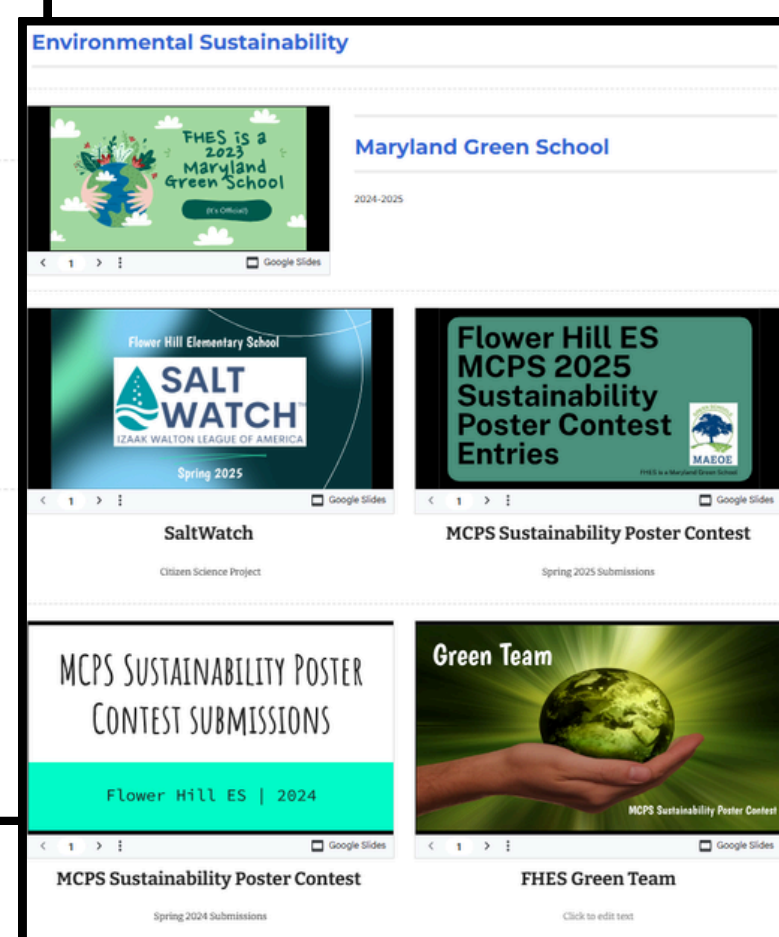 Environmental Sustainability
FHES is a
2023
Maryland
Green School
(It's Official!)
1
Google Slides
Maryland Green School
2024-2025
Flower Hill Elementary School
SALT
WATCH
IZAAK WALTON LEAGUE OF AMERICA
Spring 2025
1
Google Slides
SaltWatch
Citizen Science Project
Flower Hill ES
MCPS 2025
Sustainability
Poster Contest
Entries
MAEOE
FHES is a Maryland Green School
1
Google Slides
MCPS Sustainability Poster Contest
Spring 2025 Submissions
MCPS Sustainability Poster
Contest submissions
Flower Hill ES | 2024
1
Google Slides
MCPS Sustainability Poster Contest
Spring 2024 Submissions
Green Team
MCPS Sustainability Poster Contest
1
Google Slides
FHES Green Team
Click to edit text